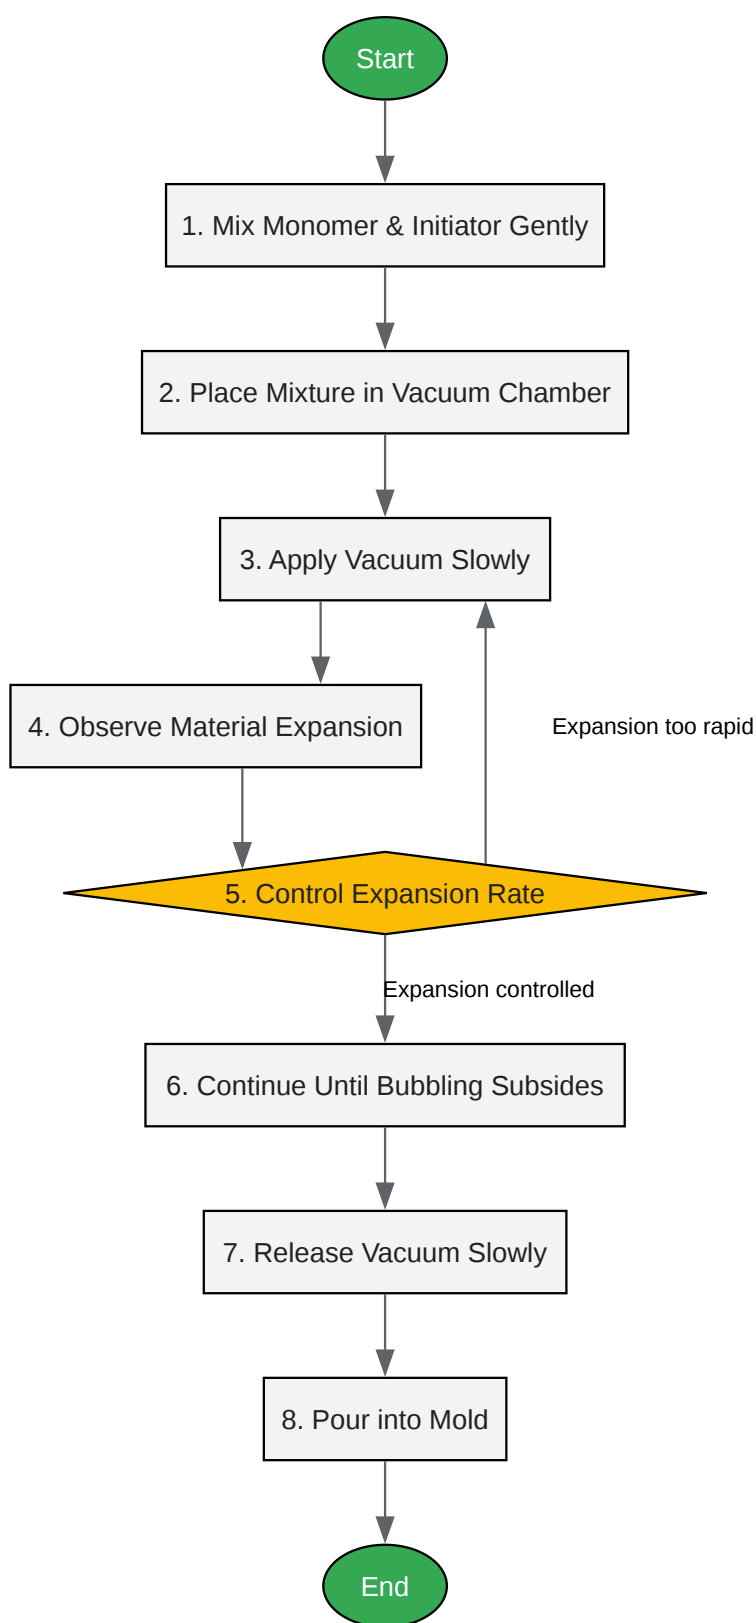 Start
1. Mix Monomer & Initiator Gently
2. Place Mixture in Vacuum Chamber
3. Apply Vacuum Slowly
4. Observe Material Expansion
Expansion too rapid
5. Control Expansion Rate
Expansion controlled
6. Continue Until Bubbling Subsides
7. Release Vacuum Slowly
8. Pour into Mold
End